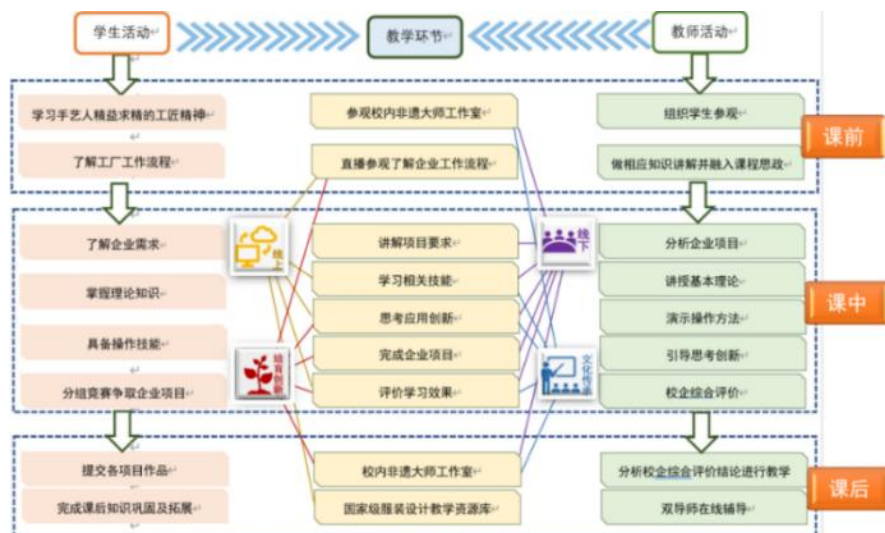 学生活动
教学环节
教师活动
学习手艺人精益求精的工匠精神
参观校内非遗大师工作室
组织学生参观
课前
了解工厂工作流程
直播参观了解企业工作流程
做相应知识讲解并融入课程思政
了解企业需求
线上
讲解项目要求
线下
分析企业项目
掌握理论知识
学习相关技能
讲授基本理论
课中
思考应用创新
演示操作方法
具备操作技能
培育创新
完成企业项目
文化传承
引导思考创新
分组竞赛争取企业项目
评价学习效果
校企综合评价
提交各项目作品
校内非遗大师工作室
分析校企综合评价结论进行教学
课后
完成课后知识巩固及拓展
国家级服装设计教学资源库
双导师在线辅导